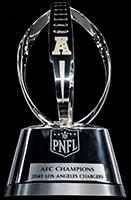 A
PNFL
AFC CHAMPIONS
2041 LOS ANGELES CHARGERS